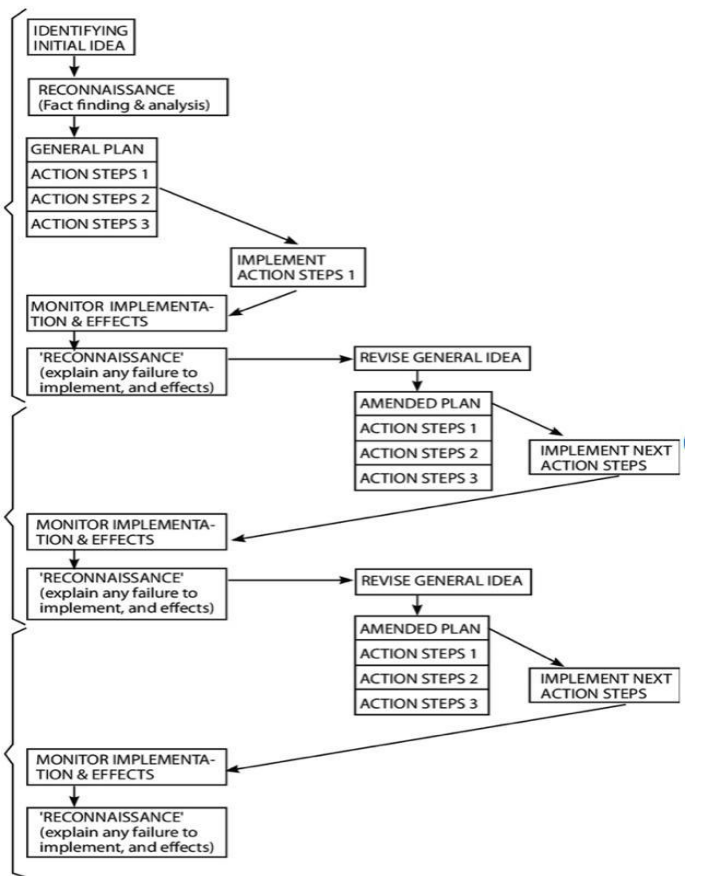 IDENTIFYING
INITIAL IDEA
RECONNAISSANCE
(Fact finding & analysis)
GENERAL PLAN
ACTION STEPS 1
ACTION STEPS 2
ACTION STEPS 3
IMPLEMENT
ACTION STEPS 1
MONITOR IMPLEMENTA-
TION & EFFECTS
'RECONNAISSANCE'
(explain any failure to
implement, and effects)
REVISE GENERAL IDEA
AMENDED PLAN
ACTION STEPS 1
ACTION STEPS 2
ACTION STEPS 3
IMPLEMENT NEXT
ACTION STEPS
MONITOR IMPLEMENTA-
TION & EFFECTS
'RECONNAISSANCE'
(explain any failure to
implement, and effects)
REVISE GENERAL IDEA
AMENDED PLAN
ACTION STEPS 1
ACTION STEPS 2
ACTION STEPS 3
IMPLEMENT NEXT
ACTION STEPS
MONITOR IMPLEMENTA-
TION & EFFECTS
'RECONNAISSANCE'
(explain any failure to
implement, and effects)